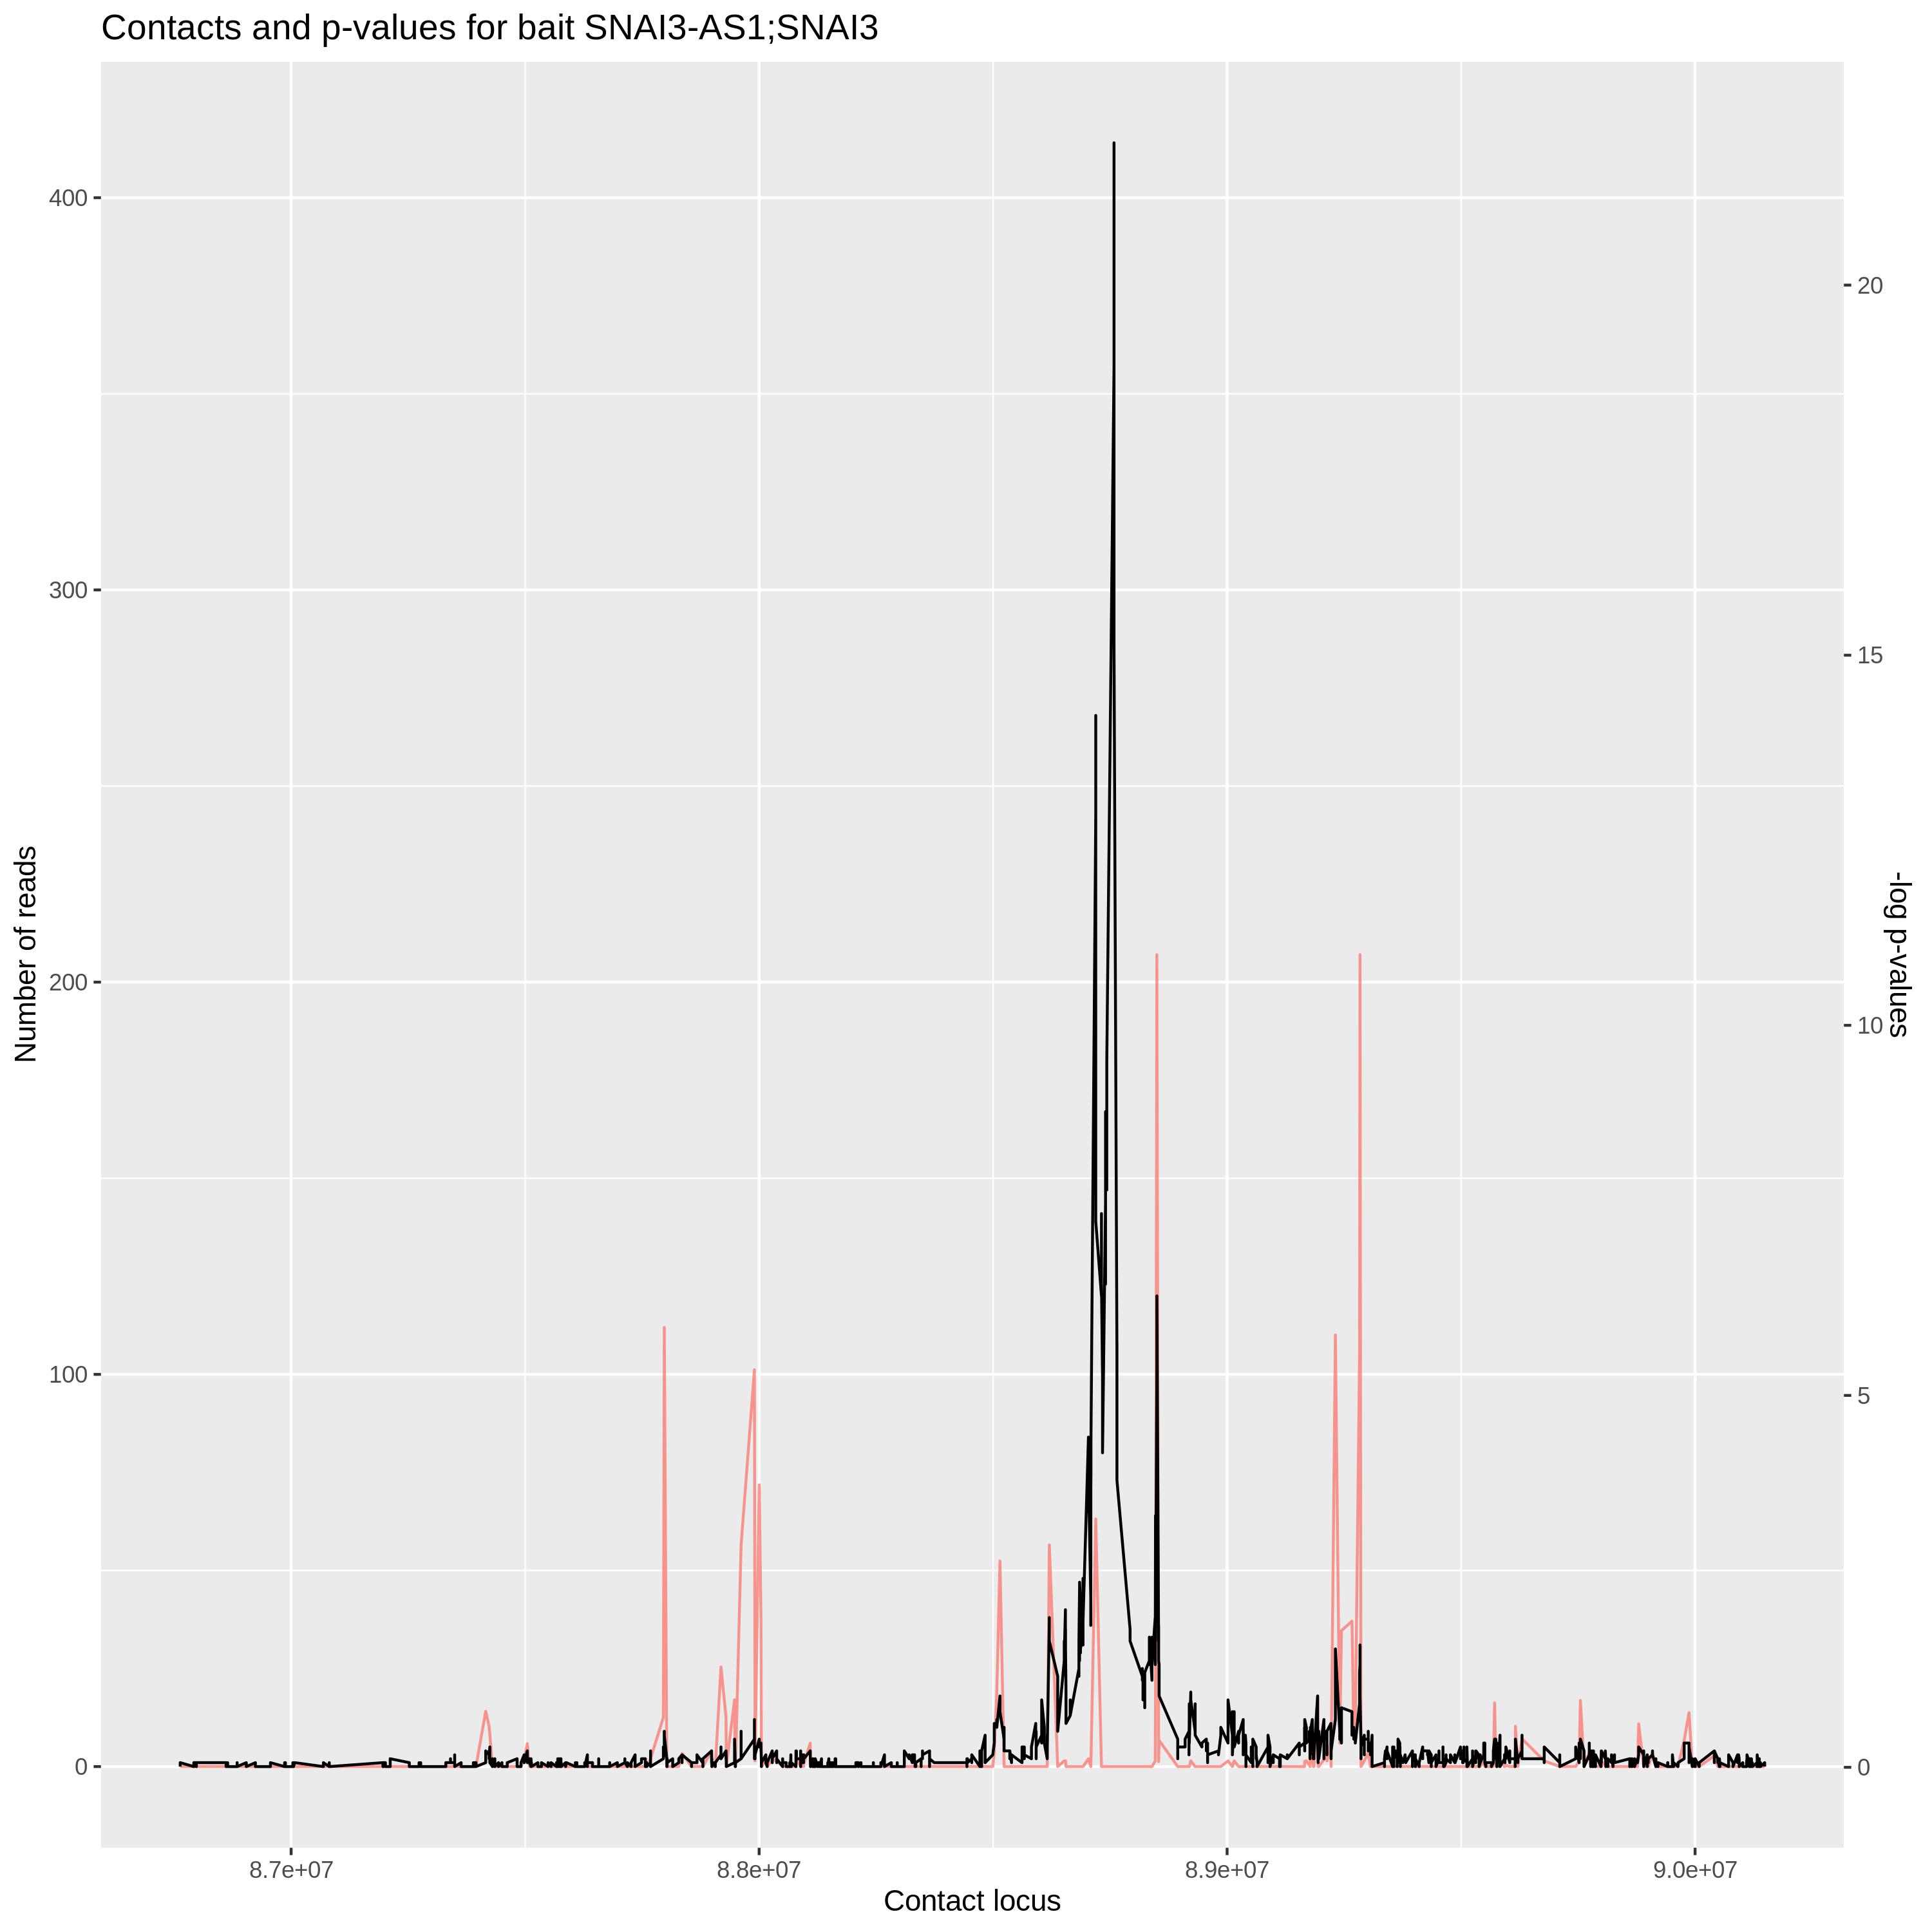 Contacts and p-values for bait SNAI3-AS1;SNAI3
400
300
200
100
0
Number of reads
20
15
10
5
0
-log p-values
8.7e+07 8.8e+07 8.9e+07 9.0e+07
Contact locus